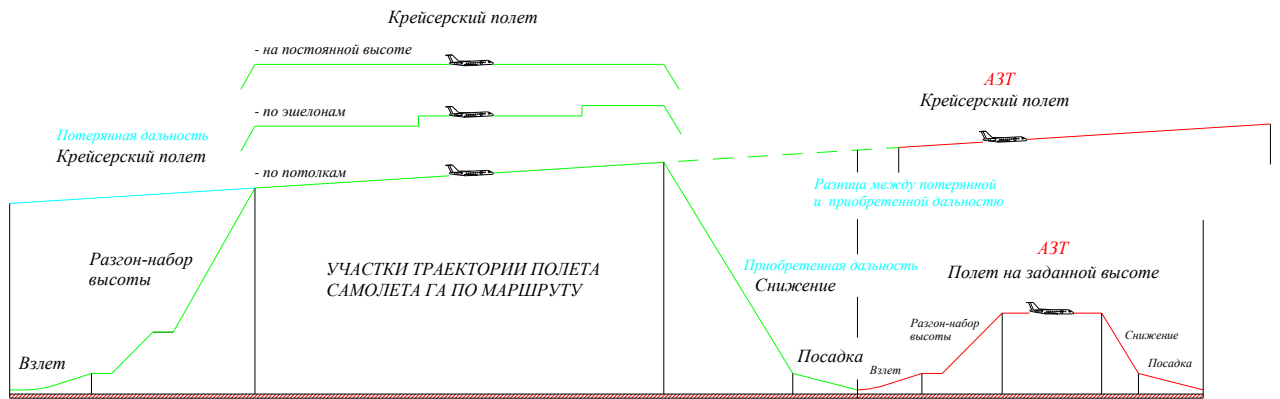 Крейсерский полет
- на постоянной высоте
- по эшелонам
- по потолкам
Потерянная дальность
Крейсерский полет
Разгон-набор
высоты
Взлет
УЧАСТКИ ТРАЕКТОРИИ ПОЛЕТА
САМОЛЕТА ГА ПО МАРШРУТУ
Приобретенная дальность
Снижение
Посадка
АЗТ
Крейсерский полет
Разница между потерянной
и приобретенной дальностью
АЗТ
Полет на заданной высоте
Разгон-набор
высоты
Взлет
Снижение
Посадка